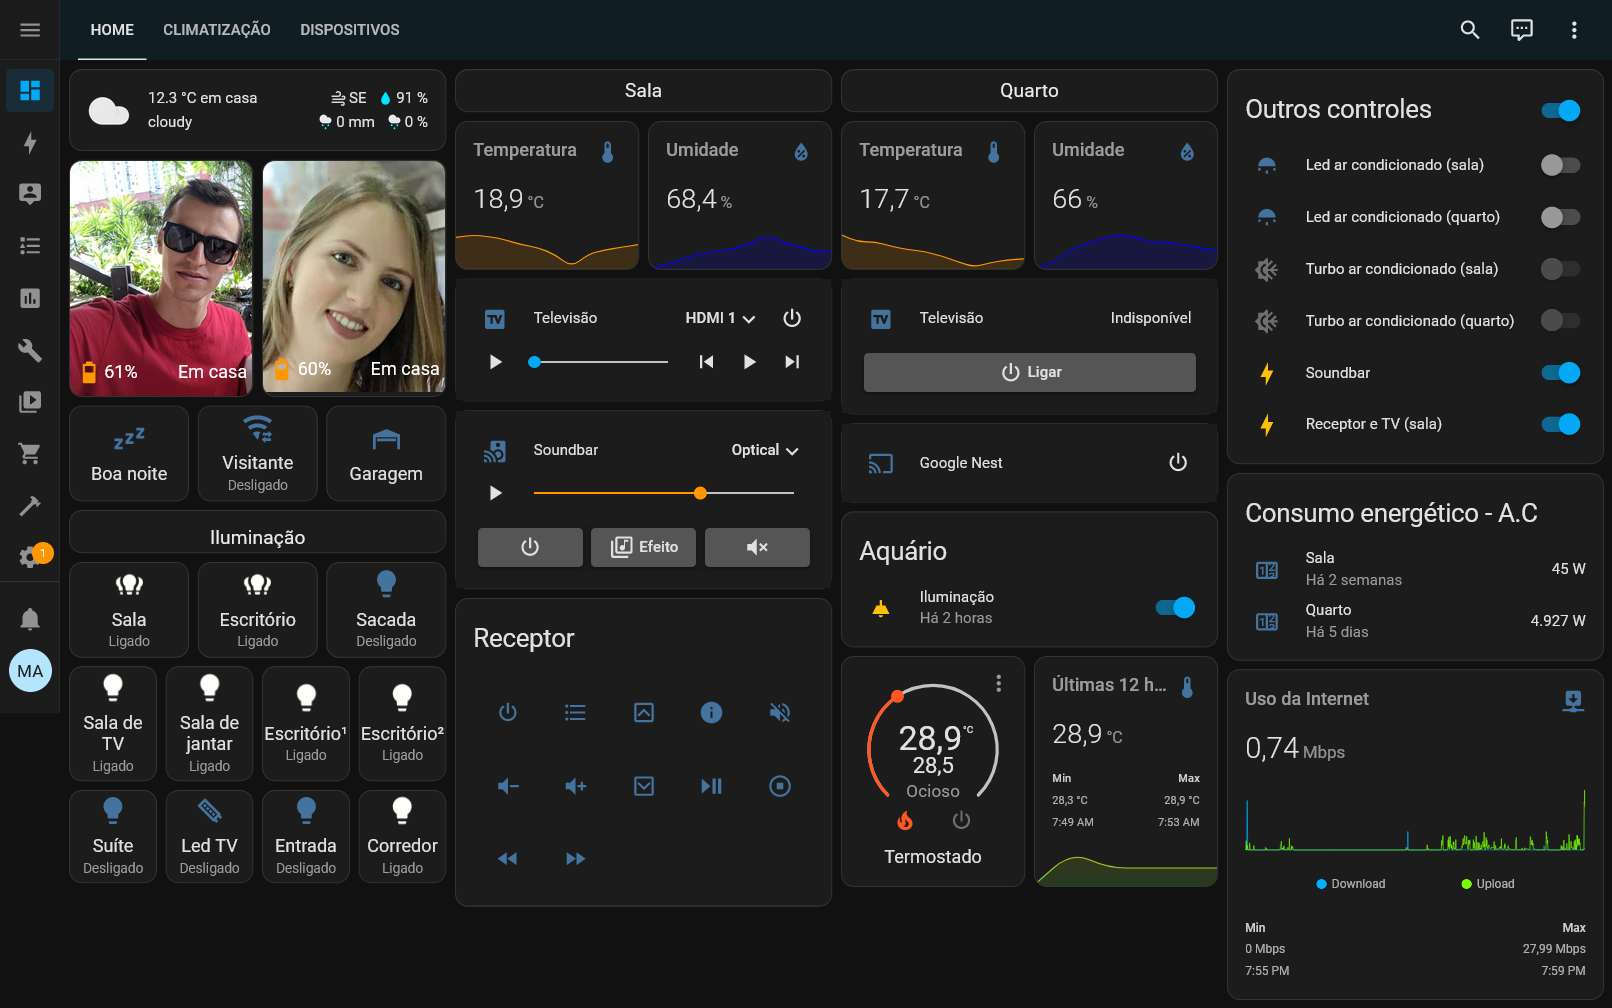 HOME
CLIMATIZAÇÃO
DISPOSITIVOS
1
MA
12.3 °C em casa
cloudy
SE
91 %
0 mm
0 %
61%
Em casa
60%
Em casa
zzz
Boa noite
Visitante
Desligado
Garagem
Iluminação
Sala
Ligado
Escritório
Ligado
Sacada
Desligado
Sala de
TV
Ligado
Sala de
jantar
Ligado
Escritório¹
Ligado
Escritório²
Ligado
Suíte
Desligado
Led TV
Desligado
Entrada
Desligado
Corredor
Ligado
Sala
Temperatura
18,9 °C
Umidade
68,4 %
TV
Televisão
HDMI 1
Soundbar
Optical
Efeito
Receptor
Quarto
Temperatura
17,7 °C
Umidade
66 %
TV
Televisão
Indisponível
Ligar
Google Nest
Aquário
Iluminação
Há 2 horas
28,9 °C
28,5
Ocioso
Termostado
Últimas 12 h...
28,9 °C
Min
Max
28,3 °C
28,9 °C
7:49 AM
7:53 AM
Outros controles
Led ar condicionado (sala)
Led ar condicionado (quarto)
Turbo ar condicionado (sala)
Turbo ar condicionado (quarto)
Soundbar
Receptor e TV (sala)
Consumo energético - A.C
Sala
Há 2 semanas
45 W
Quarto
Há 5 dias
4.927 W
Uso da Internet
0,74 Mbps
Download
Upload
Min
Max
0 Mbps
27,99 Mbps
7:55 PM
7:59 PM